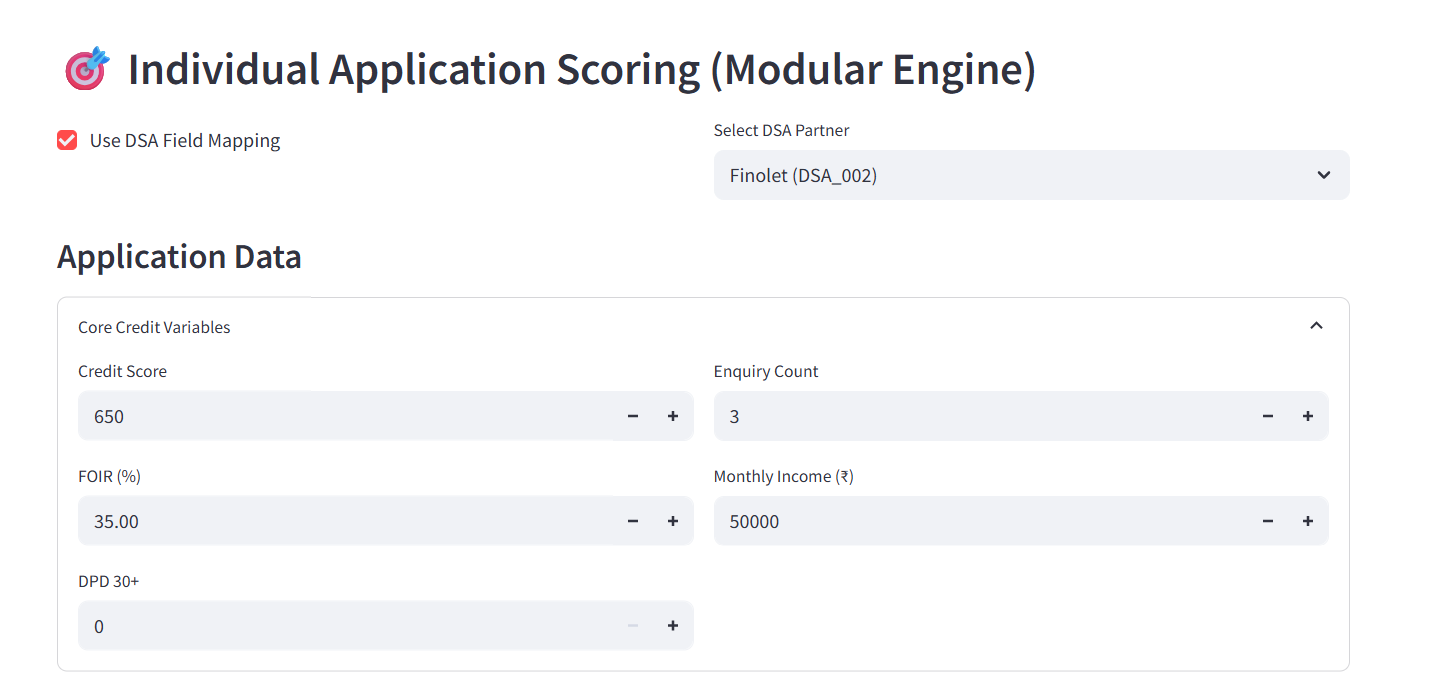 Individual Application Scoring (Modular Engine)
Use DSA Field Mapping
Select DSA Partner
Finolet (DSA_002)
Application Data
Core Credit Variables
Credit Score
Enquiry Count
650
3
FOIR (%)
Monthly Income (₹)
35.00
50000
DPD 30+
0